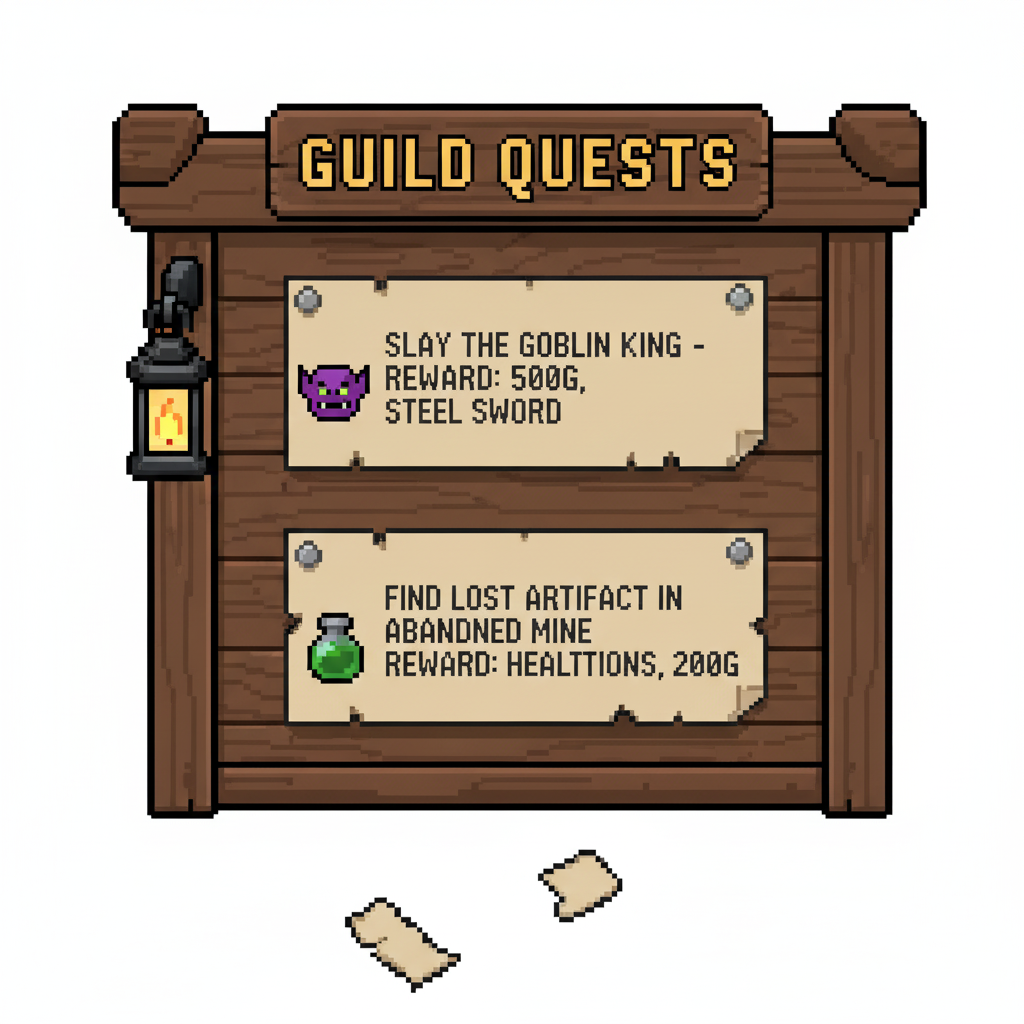 GUILD QUESTS
SLAY THE GOBLIN KING -
REWARD: 500G,
STEEL SWORD
FIND LOST ARTIFACT IN
ABANDNED MINE
REWARD: HEALTTIONS, 200G